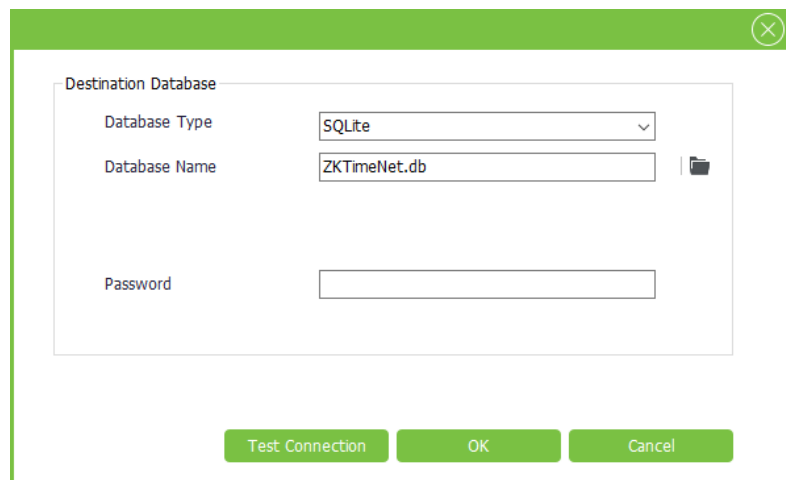 Destination Database
Database Type SQLite
Database Name ZKTimeNet.db
Password
Test Connection OK Cancel